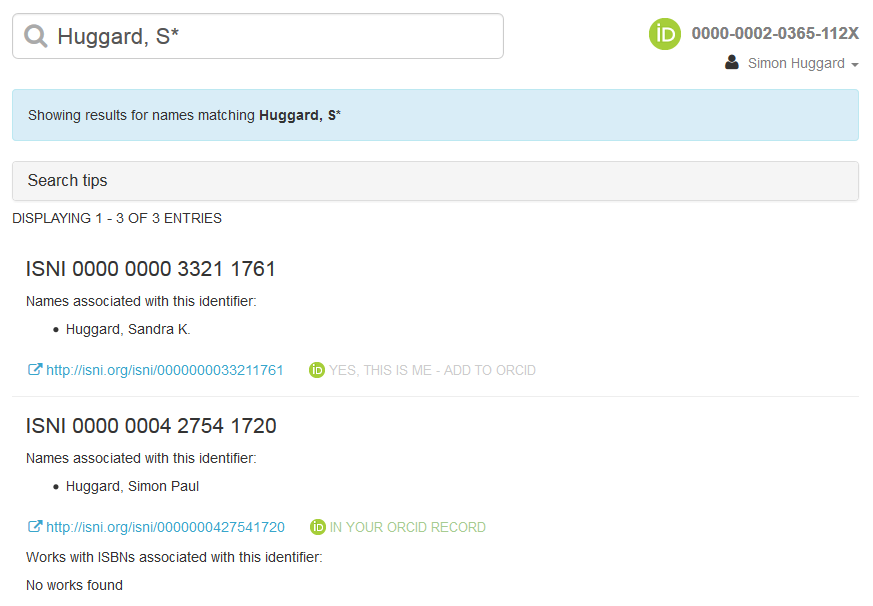 Huggard, S*
iD 0000-0002-0365-112X
Simon Huggard
Showing results for names matching Huggard, S*
Search tips
DISPLAYING 1 - 3 OF 3 ENTRIES
ISNI 0000 0000 3321 1761
Names associated with this identifier:
• Huggard, Sandra K.
http://isni.org/isni/0000000033211761 iD YES, THIS IS ME - ADD TO ORCID
ISNI 0000 0004 2754 1720
Names associated with this identifier:
• Huggard, Simon Paul
http://isni.org/isni/0000000427541720 iD IN YOUR ORCID RECORD
Works with ISBNs associated with this identifier:
No works found